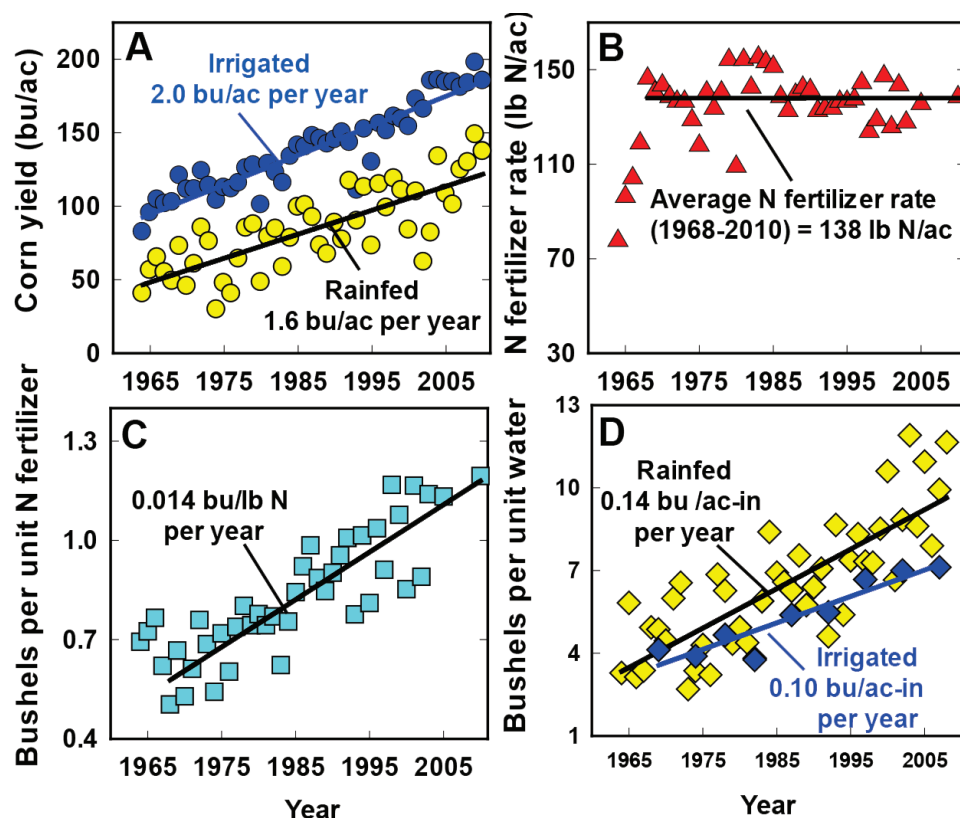 Corn yield (bu/ac)
A
200
150
100
50
0
Irrigated
2.0 bu/ac per year
Rainfed
1.6 bu/ac per year
1965 1975 1985 1995 2005
N fertilizer rate (lb N/ac)
B
150
110
70
30
Average N fertilizer rate
(1968-2010) = 138 lb N/ac
1965 1975 1985 1995 2005
Bushels per unit N fertilizer
C
1.3
1.0
0.7
0.4
0.014 bu/lb N
per year
1965 1975 1985 1995 2005
Year
Bushels per unit water
D
13
10
7
4
1
Rainfed
0.14 bu /ac-in
per year
Irrigated
0.10 bu/ac-in
per year
1965 1975 1985 1995 2005
Year